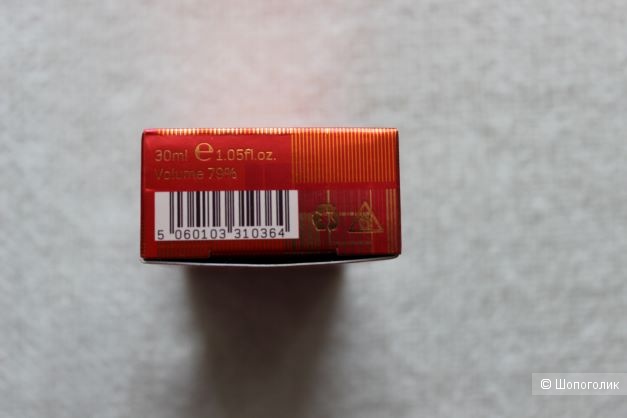 30ml e 1.05fl.oz.
Volume 79%
5 060103 310364
© Шопоголик